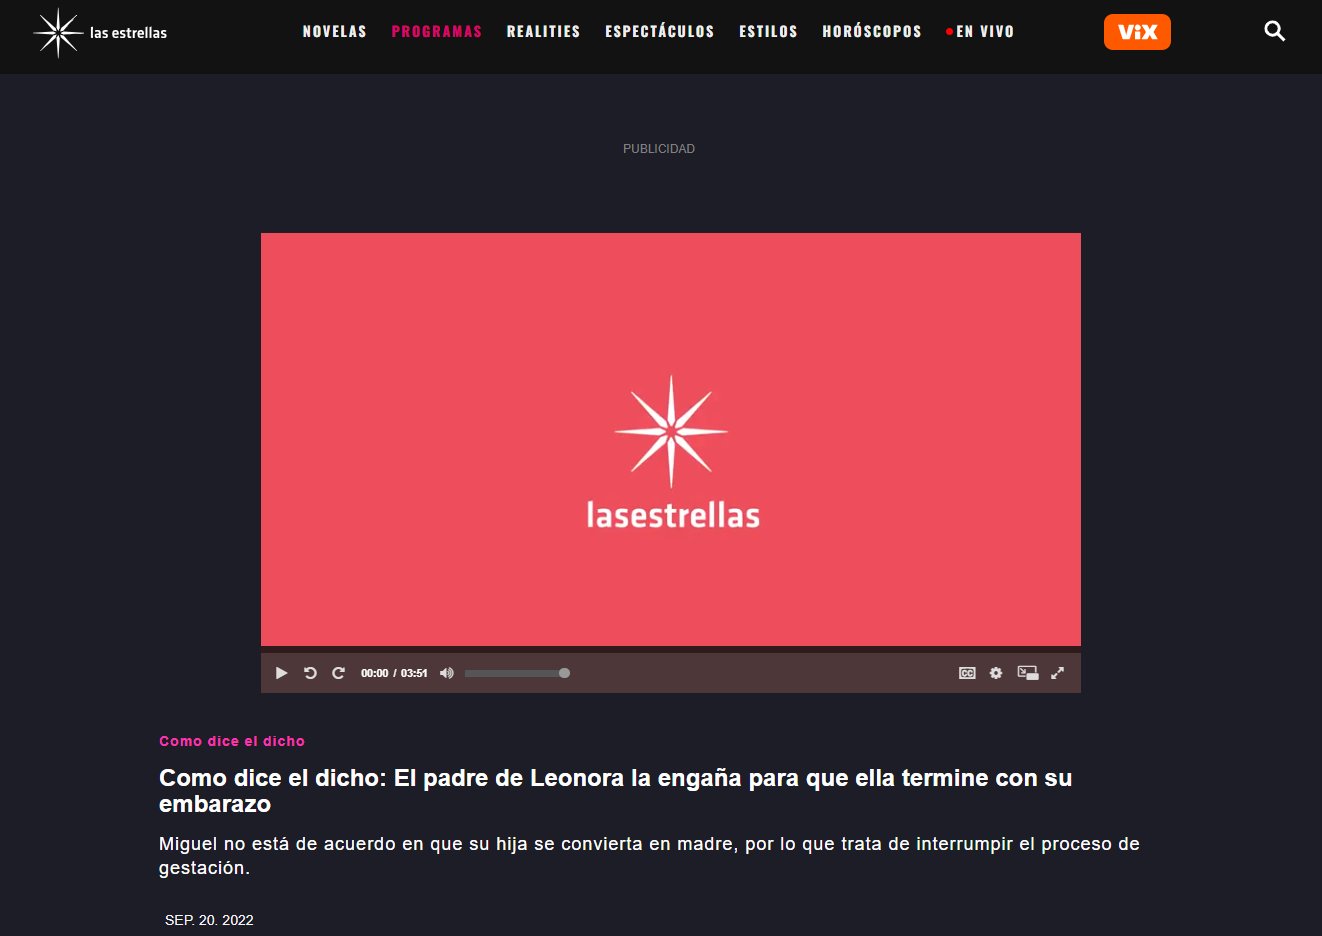 las estrellas
NOVELAS PROGRAMAS REALITIES ESPECTÁCULOS ESTILOS HORÓSCOPOS EN VIVO
ViX
PUBLICIDAD
lasestrellas
00:00 / 03:51
CC
Como dice el dicho
Como dice el dicho: El padre de Leonora la engaña para que ella termine con su
embarazo
Miguel no está de acuerdo en que su hija se convierta en madre, por lo que trata de interrumpir el proceso de
gestación.
SEP. 20. 2022